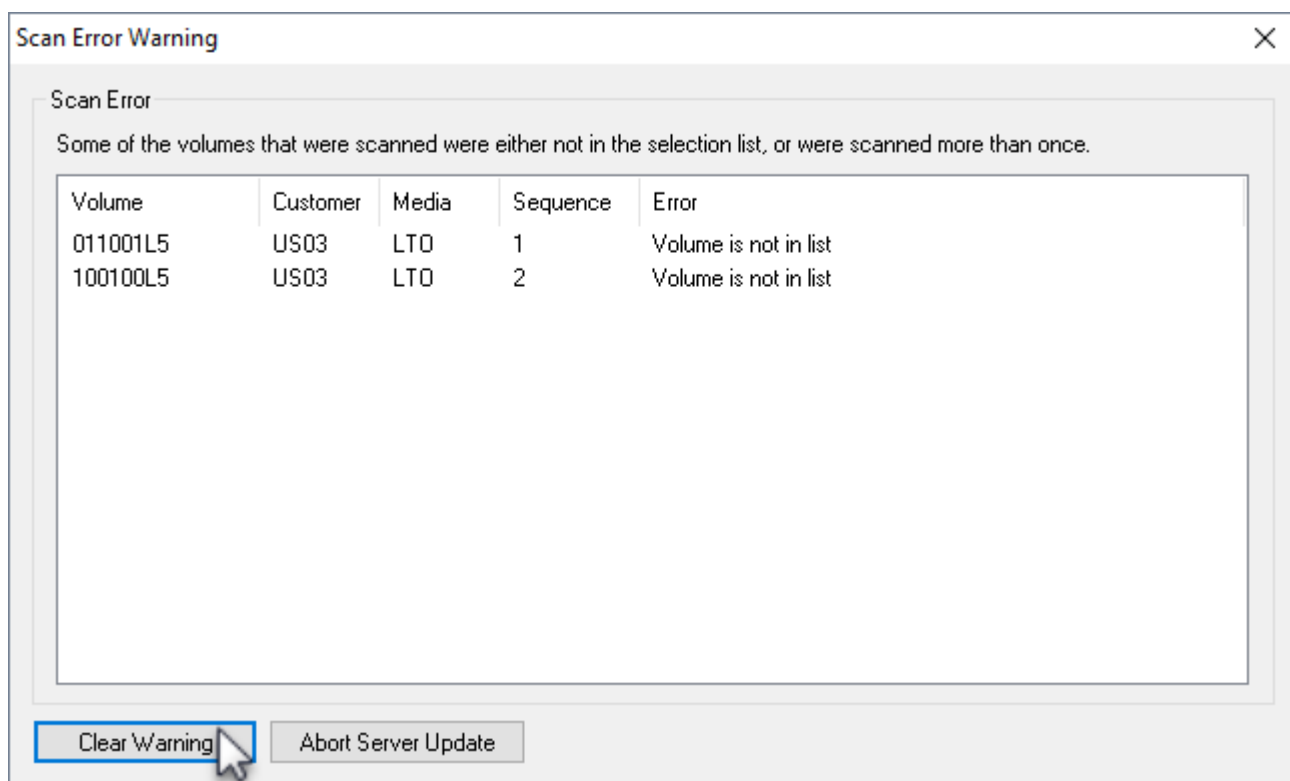 Scan Error Warning
Scan Error
Some of the volumes that were scanned were either not in the selection list, or were scanned more than once.
Volume Customer Media Sequence Error
011001L5 US03 LTO 1 Volume is not in list
100100L5 US03 LTO 2 Volume is not in list
Clear Warning Abort Server Update